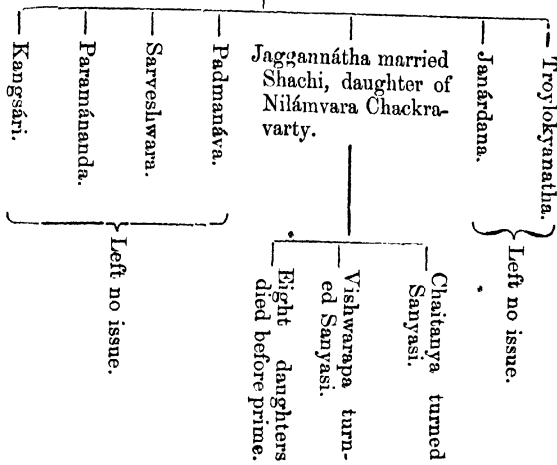 Kangsári.
Paramánanda.
Sarveshwara.
Padmanáva.
Left no issue.
Jaggannátha married
Shachi, daughter of
Nilámvara Chackra-
varty.
Janárdana.
Troylokyanatha.
Left no issue.
Eight daughters
died before prime.
Vishwarapa turn-
ed Sanyasi.
Chaitanya turned
Sanyasi.